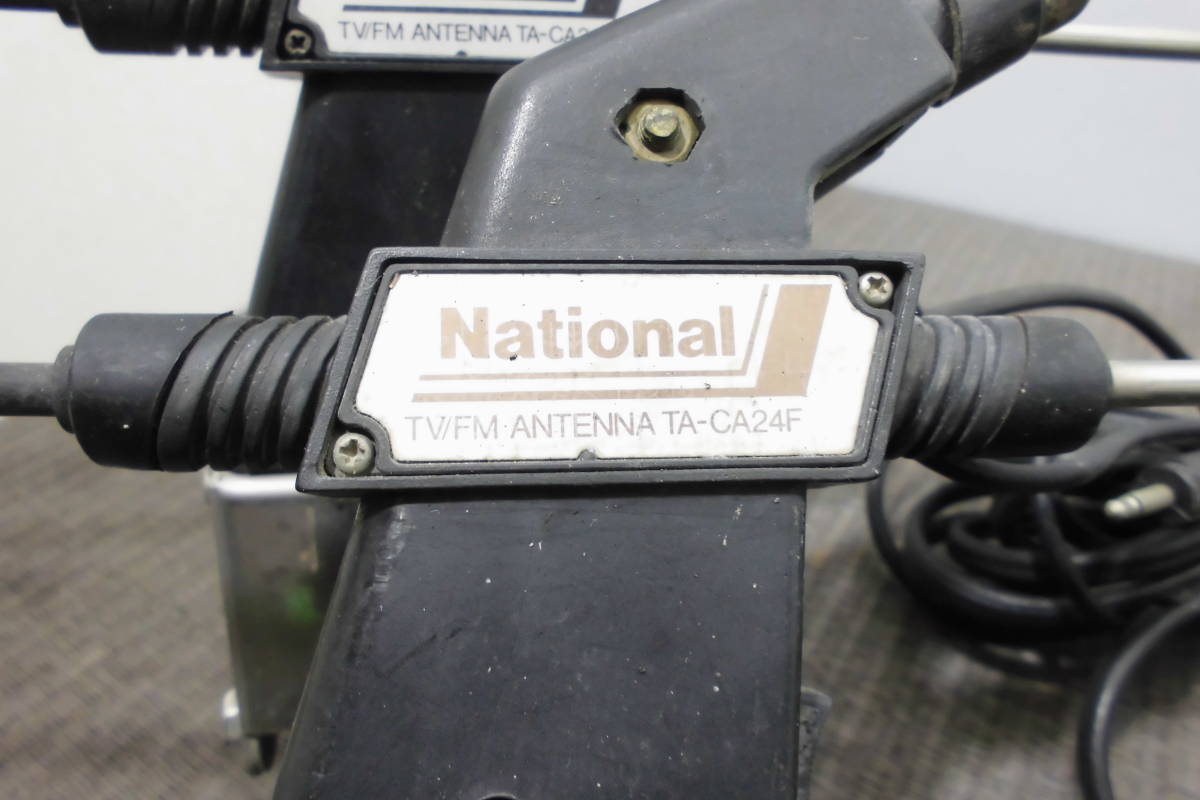 TV/FM ANTENNA TA-CA2
National
TV/FM ANTENNA TA-CA24F